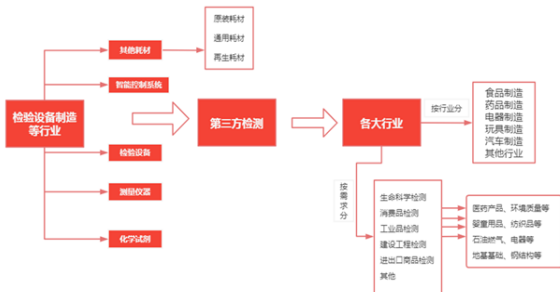 其他耗材
原装耗材
通用耗材
再生耗材
智能控制系统
检验设备制造
等行业
检验设备
测量仪器
化学试剂
第三方检测
各大行业
按行业分
食品制造
药品制造
电器制造
玩具制造
汽车制造
其他行业
按
需
求
分
生命科学检测
消费品检测
工业品检测
建设工程检测
进出口商品检测
其他
医药产品、环境质量等
婴童用品、纺织品等
石油燃气、电器等
地基基础、钢结构等